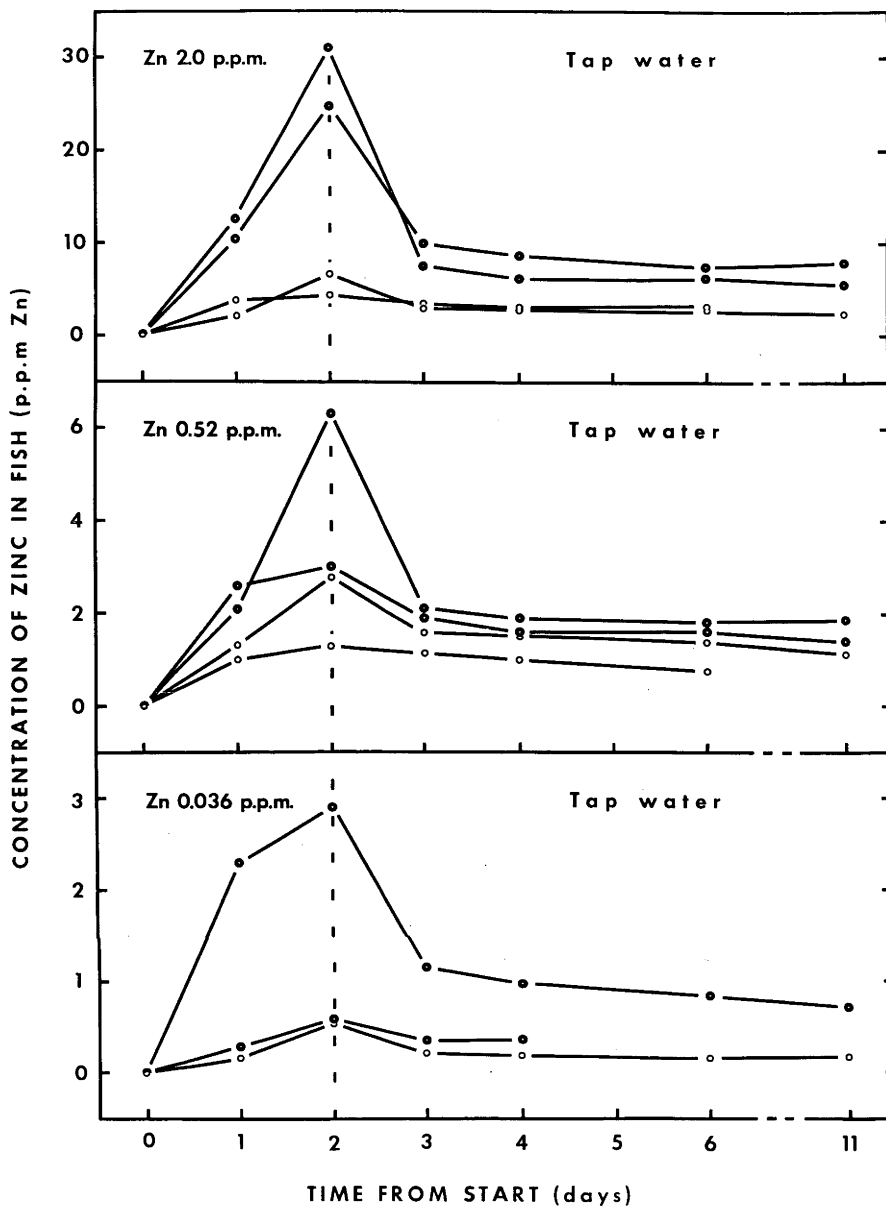 CONCENTRATION OF ZINC IN FISH (p.p.m Zn)
Zn 2.0 p.p.m. Tap water
30
20
10
0
Zn 0.52 p.p.m. Tap water
6
4
2
0
Zn 0.036 p.p.m. Tap water
3
2
1
0
0 1 2 3 4 5 6 11
TIME FROM START (days)